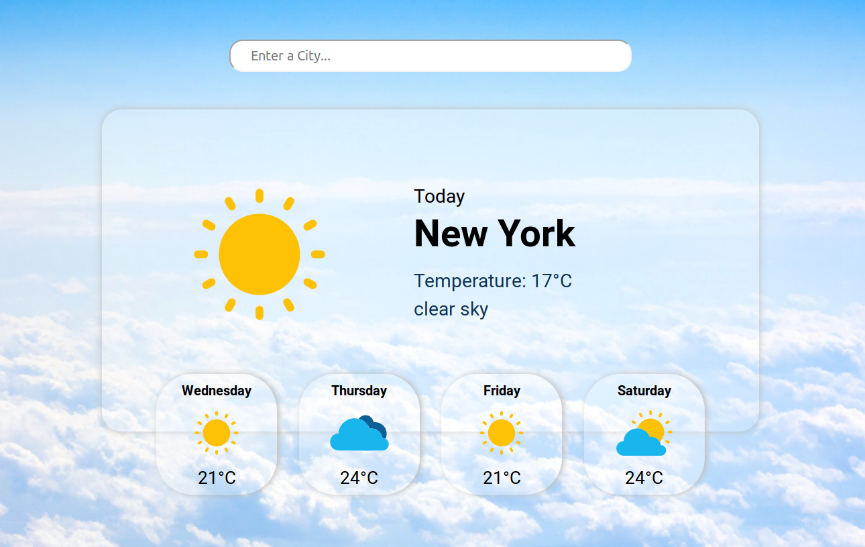 Enter a City...
Today
New York
Temperature: 17°C
clear sky
Wednesday
21°C
Thursday
24°C
Friday
21°C
Saturday
24°C